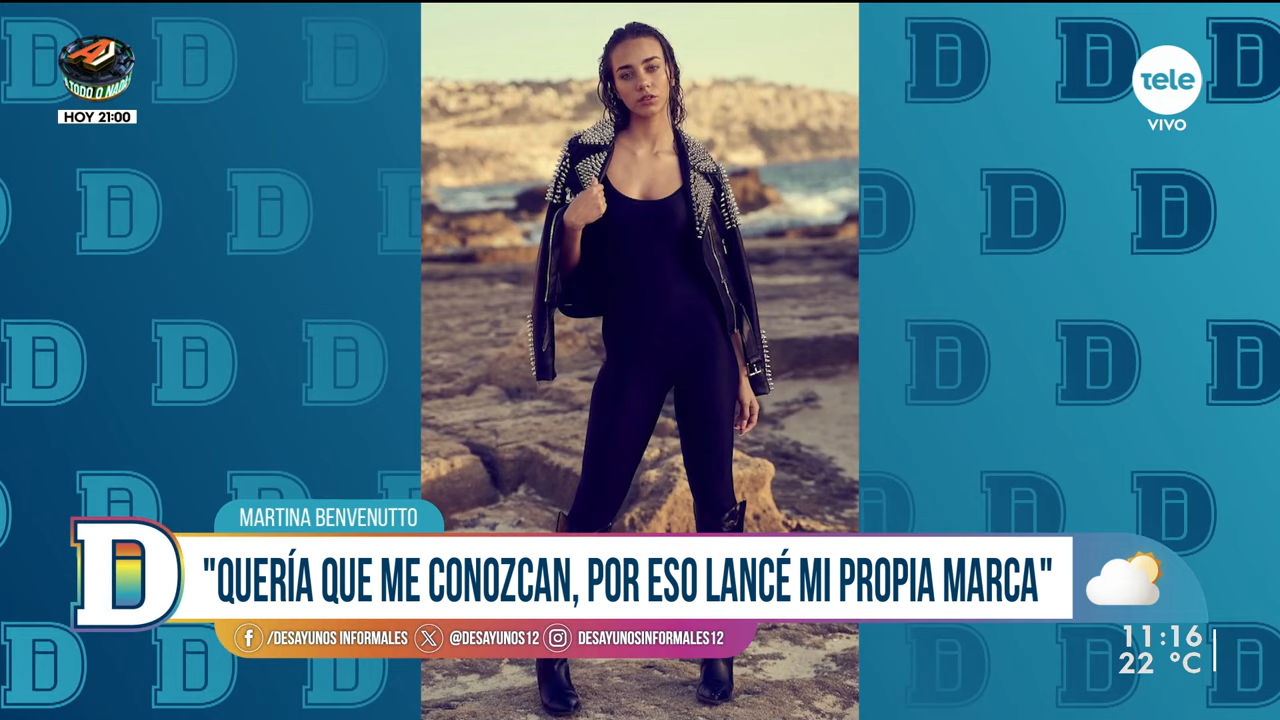 AJ
A TODO O NADA
HOY 21:00
tele
VIVO
MARTINA BENVENUTTO
"QUERÍA QUE ME CONOZCAN, POR ESO LANCÉ MI PROPIA MARCA"
/DESAYUNOS INFORMALES @DESAYUNOS12 DESAYUNOSINFORMALES12
11:16
22 °C